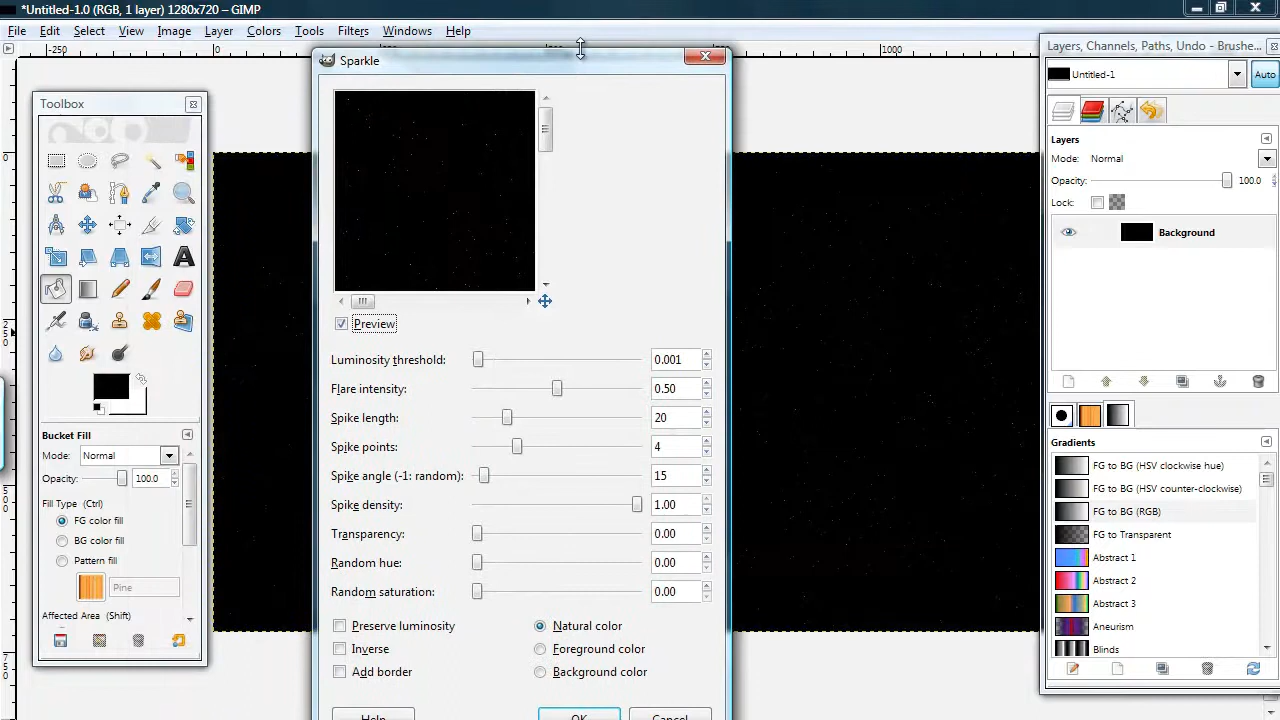 *Untitled-1.0 (RGB, 1 layer) 1280x720 – GIMP
File Edit Select View Image Layer Colors Tools Filters Windows Help
-250 0 1000
Layers, Channels, Paths, Undo - Brushe...
Untitled-1
Auto
Layers
Mode: Normal
Opacity: 100.0
Lock:
Background
Gradients
FG to BG (HSV clockwise hue)
FG to BG (HSV counter-clockwise)
FG to BG (RGB)
FG to Transparent
Abstract 1
Abstract 2
Abstract 3
Aneurism
Blinds
Toolbox
Bucket Fill
Mode: Normal
Opacity: 100.0
Fill Type (Ctrl)
FG color fill
BG color fill
Pattern fill
Pine
Affected Area (Shift)
Sparkle
Preview
Luminosity threshold: 0.001
Flare intensity: 0.50
Spike length: 20
Spike points: 4
Spike angle (-1: random): 15
Spike density: 1.00
Transparency: 0.00
Random hue: 0.00
Random saturation: 0.00
Preserve luminosity
Inverse
Add border
Natural color
Foreground color
Background color
Help OK Cancel